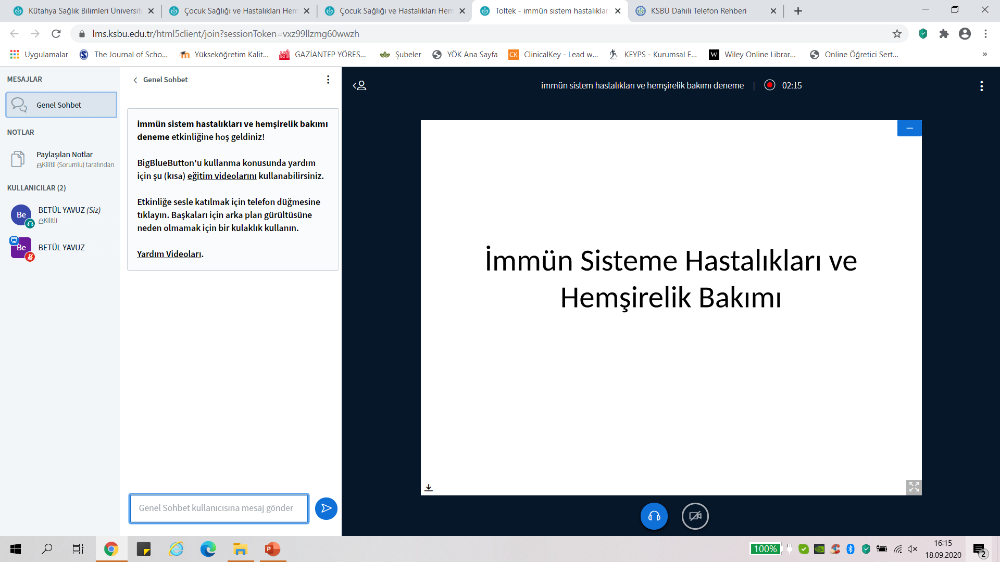 Kütahya Sağlık Bilimleri Üniversite
Çocuk Sağlığı ve Hastalıkları Hem
Çocuk Sağlığı ve Hastalıkları Hem
Toltek - immün sistem hastalıklar
KSBÜ Dahili Telefon Rehberi
lms.ksbu.edu.tr/html5client/join?sessionToken=vxz99llzmg60wwzh
Uygulamalar
The Journal of Scho...
Yükseköğretim Kalit...
GAZİANTEP YÖRES...
Şubeler
YÖK Ana Sayfa
CK
ClinicalKey - Lead w...
KEYPS - Kurumsal E...
W
Wiley Online Librar...
Online Öğretici Sert...
»
MESAJLAR
Genel Sohbet
NOTLAR
Paylaşılan Notlar
Kilitli (Sorumlu) tarafından
KULLANICILAR (2)
Be
BETÜL YAVUZ (Siz)
Kilitli
Be
BETÜL YAVUZ
Genel Sohbet
immün sistem hastalıkları ve hemşirelik bakımı
deneme etkinliğine hoş geldiniz!
BigBlueButton'u kullanma konusunda yardım
için şu (kısa) eğitim videolarını kullanabilirsiniz.
Etkinliğe sesle katılmak için telefon düğmesine
tıklayın. Başkaları için arka plan gürültüsüne
neden olmamak için bir kulaklık kullanın.
Yardım Videoları.
Genel Sohbet kullanıcısına mesaj gönder
immün sistem hastalıkları ve hemşirelik bakımı deneme
02:15
İmmün Sisteme Hastalıkları ve
Hemşirelik Bakımı
100%
16:15
18.09.2020
2